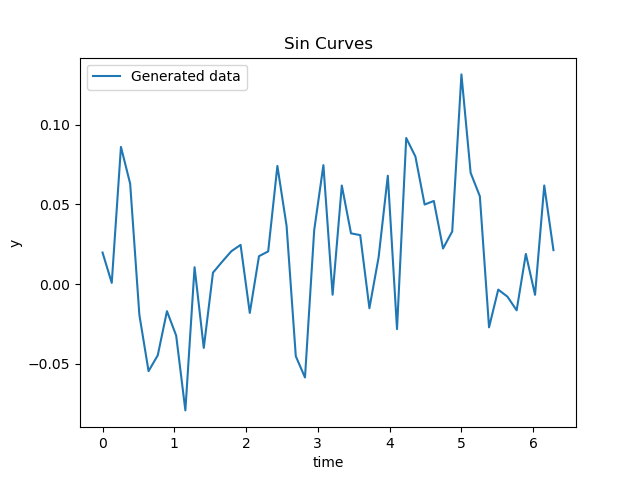 Sin Curves
Generated data
0.10
0.05
0.00
−0.05
y
0 1 2 3 4 5 6
time